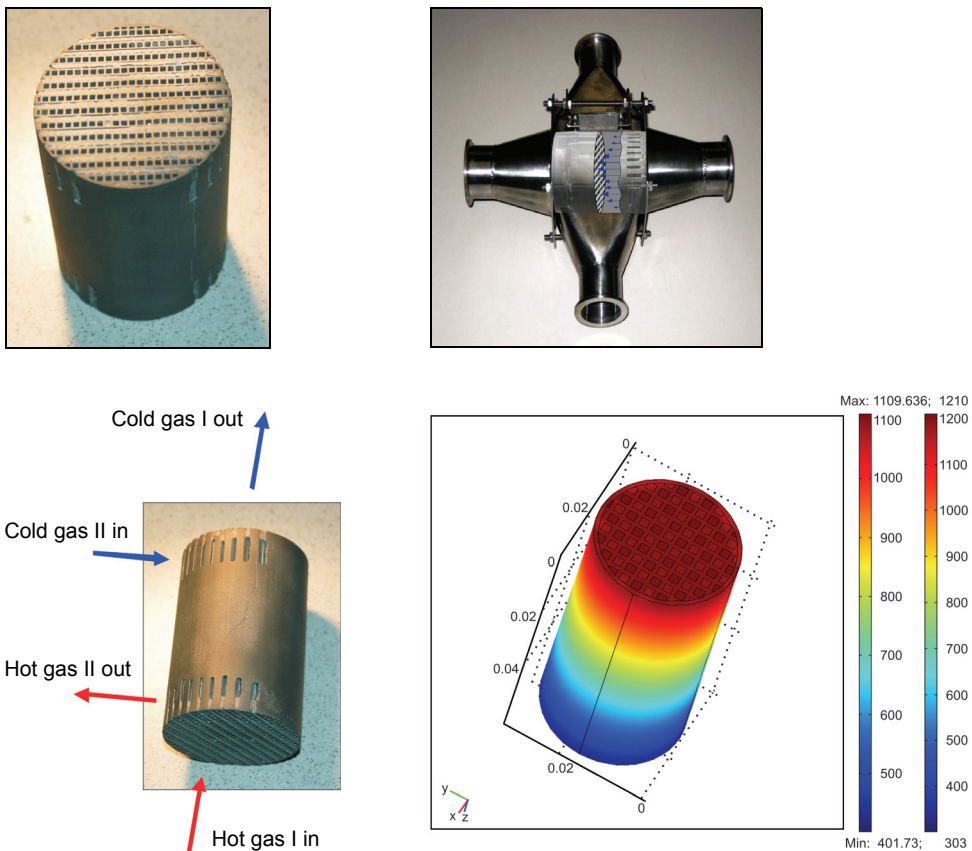 Cold gas I out
Cold gas II in
Hot gas II out
Hot gas I in
Max: 1109.636; 1210
1100 1200
1000 1100
900 1000
800 900
700 800
600 700
500 600
500
400
Min: 401.73; 303
0
0.02
0
0.02
0.04
0.02
0
y
x z